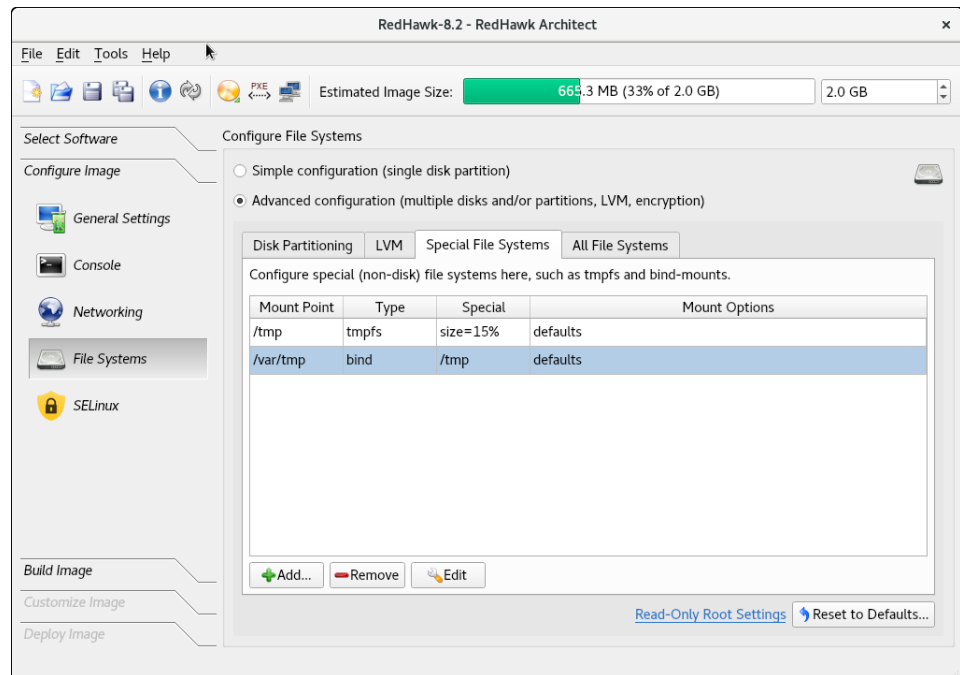 RedHawk-8.2 - RedHawk Architect ×
File Edit Tools Help
PXE
Estimated Image Size: 665.3 MB (33% of 2.0 GB) 2.0 GB
Select Software
Configure Image
General Settings
Console
Networking
File Systems
SELinux
Build Image
Customize Image
Deploy Image
Configure File Systems
Simple configuration (single disk partition)
Advanced configuration (multiple disks and/or partitions, LVM, encryption)
Disk Partitioning LVM Special File Systems All File Systems
Configure special (non-disk) file systems here, such as tmpfs and bind-mounts.
Mount Point Type Special Mount Options
/tmp tmpfs size=15% defaults
/var/tmp bind /tmp defaults
Add... Remove Edit
Read-Only Root Settings Reset to Defaults...